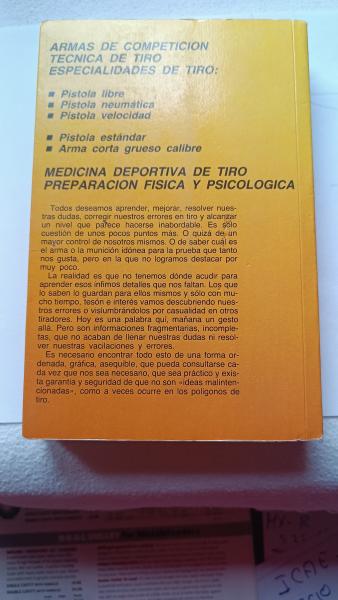 ARMAS DE COMPETICION
TECNICA DE TIRO
ESPECIALIDADES DE TIRO:
■ Pistola libre
■ Pistola neumática
■ Pistola velocidad
■ Pistola estándar
■ Arma corta grueso calibre
MEDICINA DEPORTIVA DE TIRO
PREPARACION FISICA Y PSICOLOGICA
Todos deseamos aprender, mejorar, resolver nues-
tras dudas, corregir nuestros errores en tiro y alcanzar
un nivel que parece hacerse inabordable. Es sólo
cuestión de unos pocos puntos más. O quizá de un
mayor control de nosotros mismos. O de saber cuál es
el arma o la munición idónea para la prueba que tanto
nos gusta, pero en la que no logramos destacar por
muy poco.
La realidad es que no tenemos dónde acudir para
aprender esos ínfimos detalles que nos faltan. Los que
lo saben lo guardan para ellos mismos y sólo con mu-
cho tiempo, tesón e interés vamos descubriendo nues-
tros errores o vislumbrándolos por casualidad en otros
tiradores. Hoy es una palabra quí, mañana un gesto
allá. Pero son informaciones fragmentarias, incomple-
tas, que no acaban de llenar nuestras dudas ni resol-
ver nuestras vacilaciones y errores.
Es necesario encontrar todo esto de una forma or-
denada, gráfica, asequible, que pueda consultarse ca-
da vez que nos sea necesario, que sea práctico y exis-
ta garantía y seguridad de que no son «ideas malinten-
cionadas», como a veces ocurre en los polígonos de
tiro.